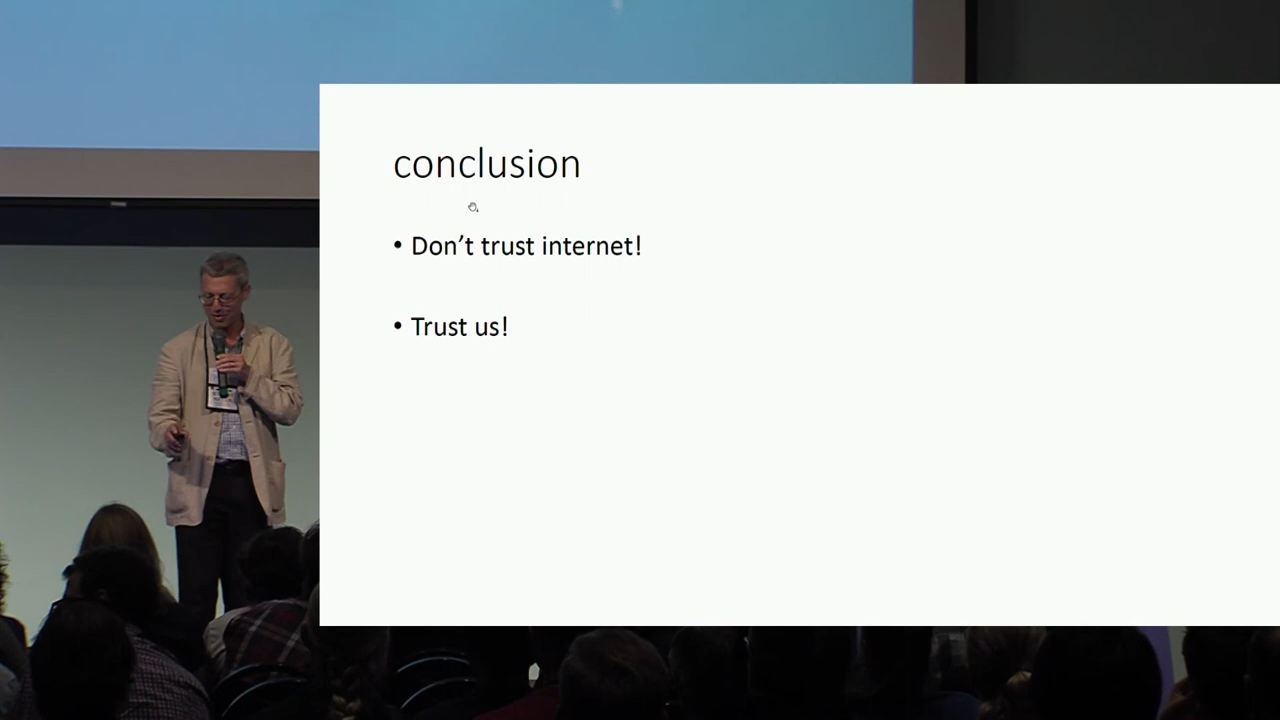 conclusion
• Don’t trust internet!
• Trust us!